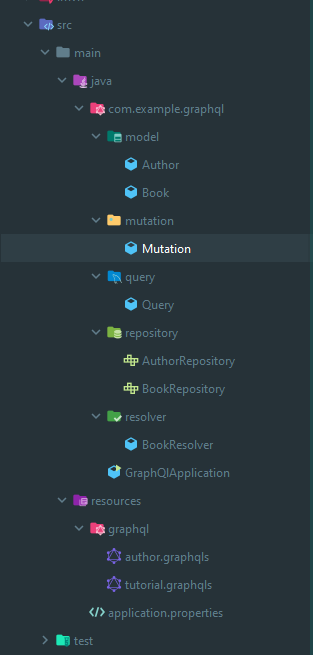 src
main
java
com.example.graphql
model
Author
Book
mutation
Mutation
query
Query
repository
AuthorRepository
BookRepository
resolver
BookResolver
GraphQlApplication
resources
graphql
author.graphqls
tutorial.graphqls
application.properties
test